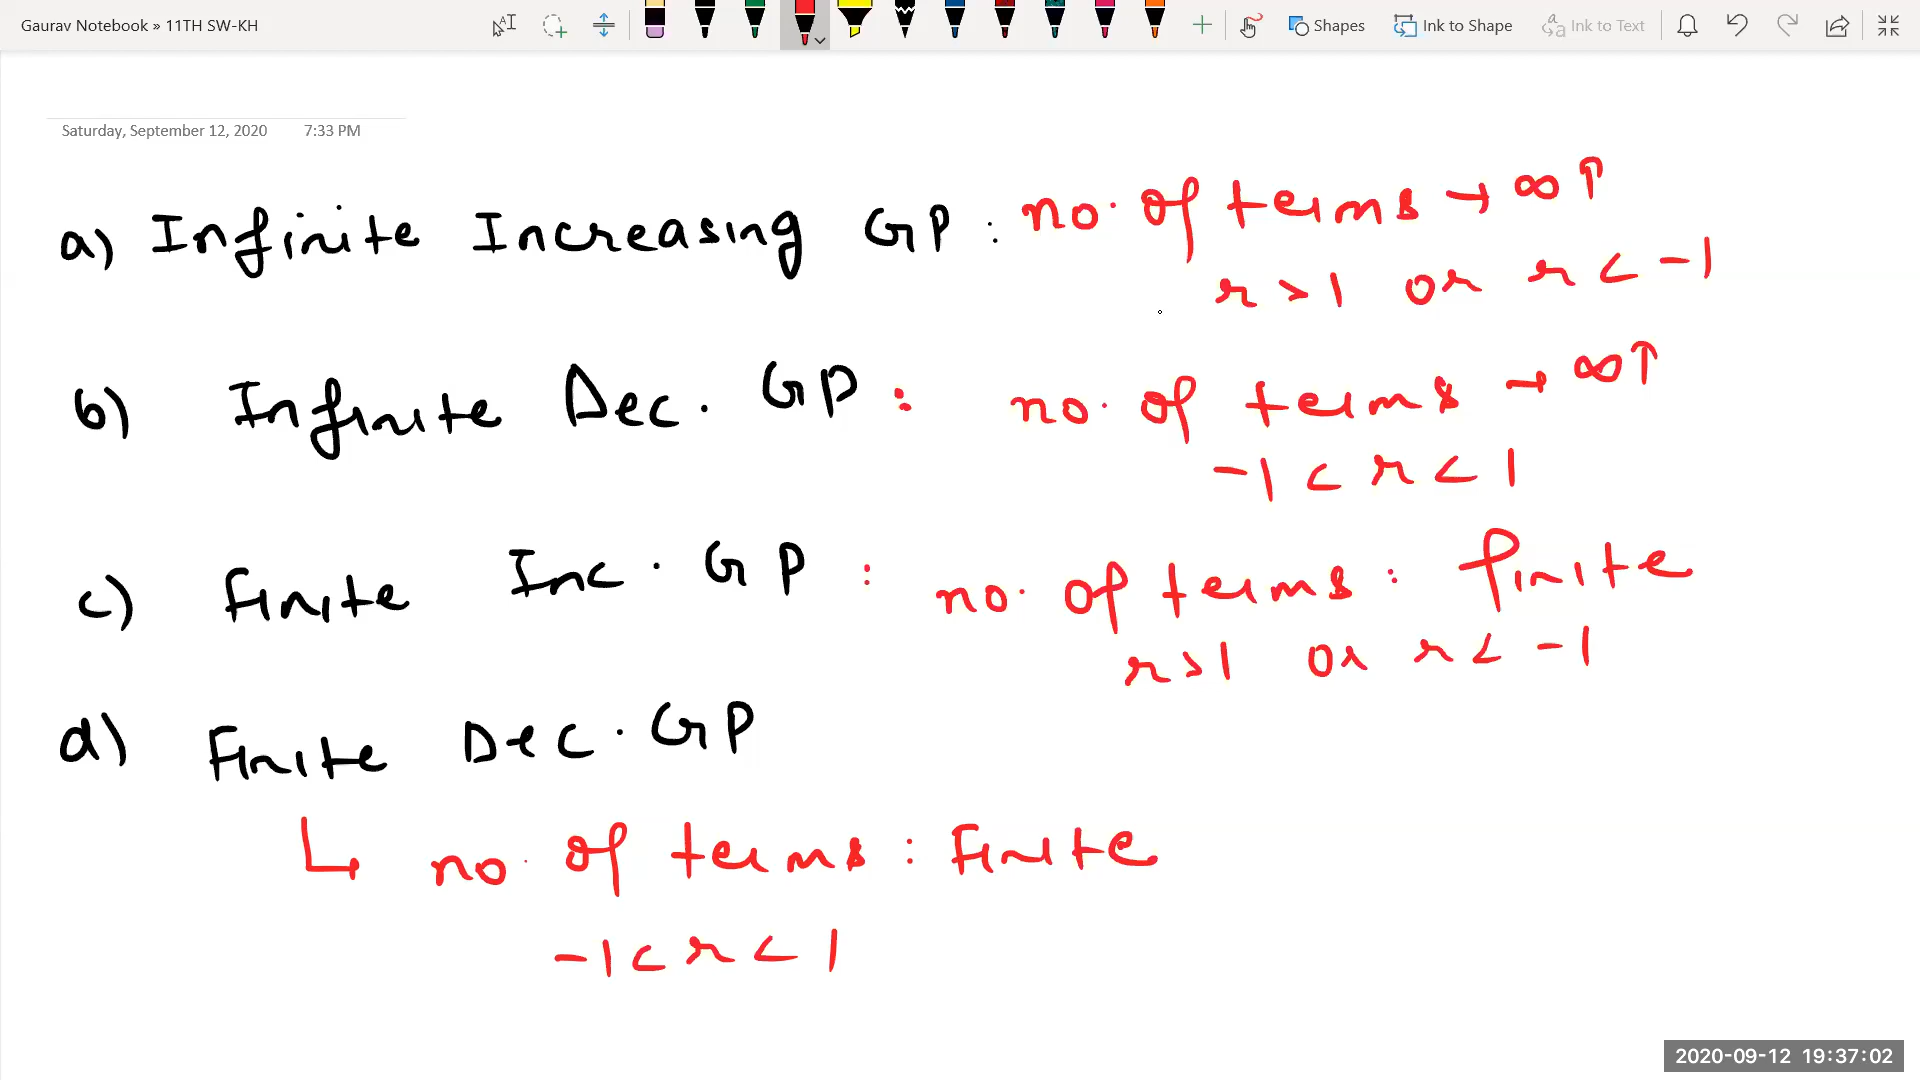 Gaurav Notebook » 11TH SW-KH
Shapes
Ink to Shape
Ink to Text
Saturday, September 12, 2020 7:33 PM
a) Infinite Increasing GP : no. of terms → ∞ ↑
r > 1 or r < -1
b) Infinite Dec. GP : no. of terms → ∞ ↑
-1 < r < 1
c) Finite Inc. GP : no. of terms : finite
r > 1 or r < -1
d) Finite Dec. GP
↳ no. of terms : Finite
-1 < r < 1
2020-09-12 19:37:02